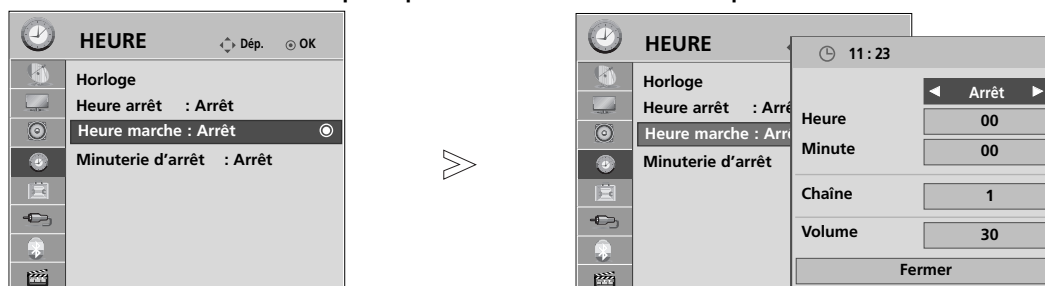 HEURE Dép. OK
Horloge
Heure arrêt : Arrêt
Heure marche : Arrêt
Minuterie d'arrêt : Arrêt
HEURE
Horloge
Heure arrêt : Arrê
Heure marche : Arrê
Minuterie d'arrêt
11 : 23
Arrêt
Heure 00
Minute 00
Chaîne 1
Volume 30
Fermer